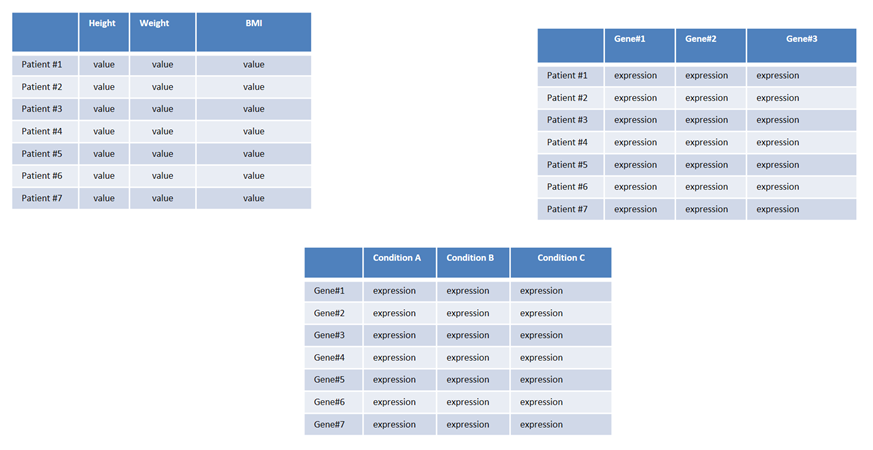 Height Weight BMI
Patient #1 value value value
Patient #2 value value value
Patient #3 value value value
Patient #4 value value value
Patient #5 value value value
Patient #6 value value value
Patient #7 value value value
Gene#1 Gene#2 Gene#3
Patient #1 expression expression expression
Patient #2 expression expression expression
Patient #3 expression expression expression
Patient #4 expression expression expression
Patient #5 expression expression expression
Patient #6 expression expression expression
Patient #7 expression expression expression
Condition A Condition B Condition C
Gene#1 expression expression expression
Gene#2 expression expression expression
Gene#3 expression expression expression
Gene#4 expression expression expression
Gene#5 expression expression expression
Gene#6 expression expression expression
Gene#7 expression expression expression